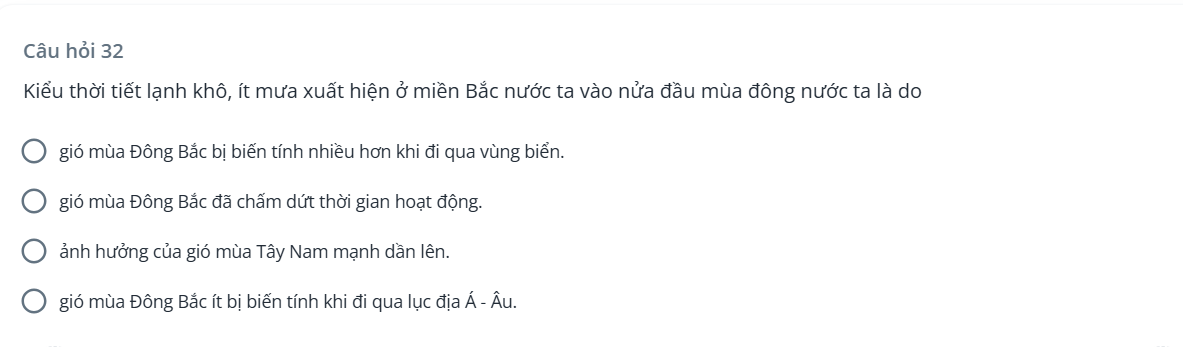 Câu hỏi 32
Kiểu thời tiết lạnh khô, ít mưa xuất hiện ở miền Bắc nước ta vào nửa đầu mùa đông nước ta là do
gió mùa Đông Bắc bị biến tính nhiều hơn khi đi qua vùng biển.
gió mùa Đông Bắc đã chấm dứt thời gian hoạt động.
ảnh hưởng của gió mùa Tây Nam mạnh dần lên.
gió mùa Đông Bắc ít bị biến tính khi đi qua lục địa Á - Âu.